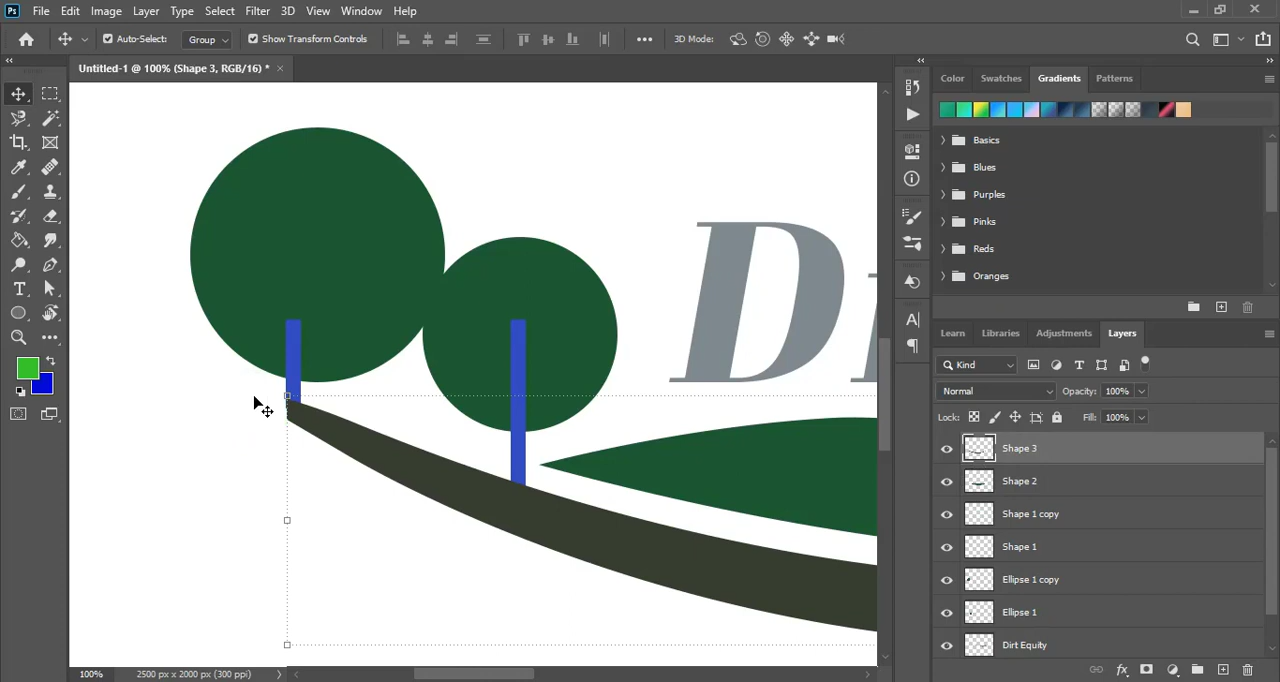 Ps File Edit Image Layer Type Select Filter 3D View Window Help
Auto-Select: Group Show Transform Controls 3D Mode:
Untitled-1 @ 100% (Shape 3, RGB/16) *
Color Swatches Gradients Patterns
Basics
Blues
Purples
Pinks
Reds
Oranges
D
Learn Libraries Adjustments Layers
Kind
Normal Opacity: 100%
Lock: Fill: 100%
Shape 3
Shape 2
Shape 1 copy
Shape 1
Ellipse 1 copy
Ellipse 1
Dirt Equity
100% 2500 px x 2000 px (300 ppi)